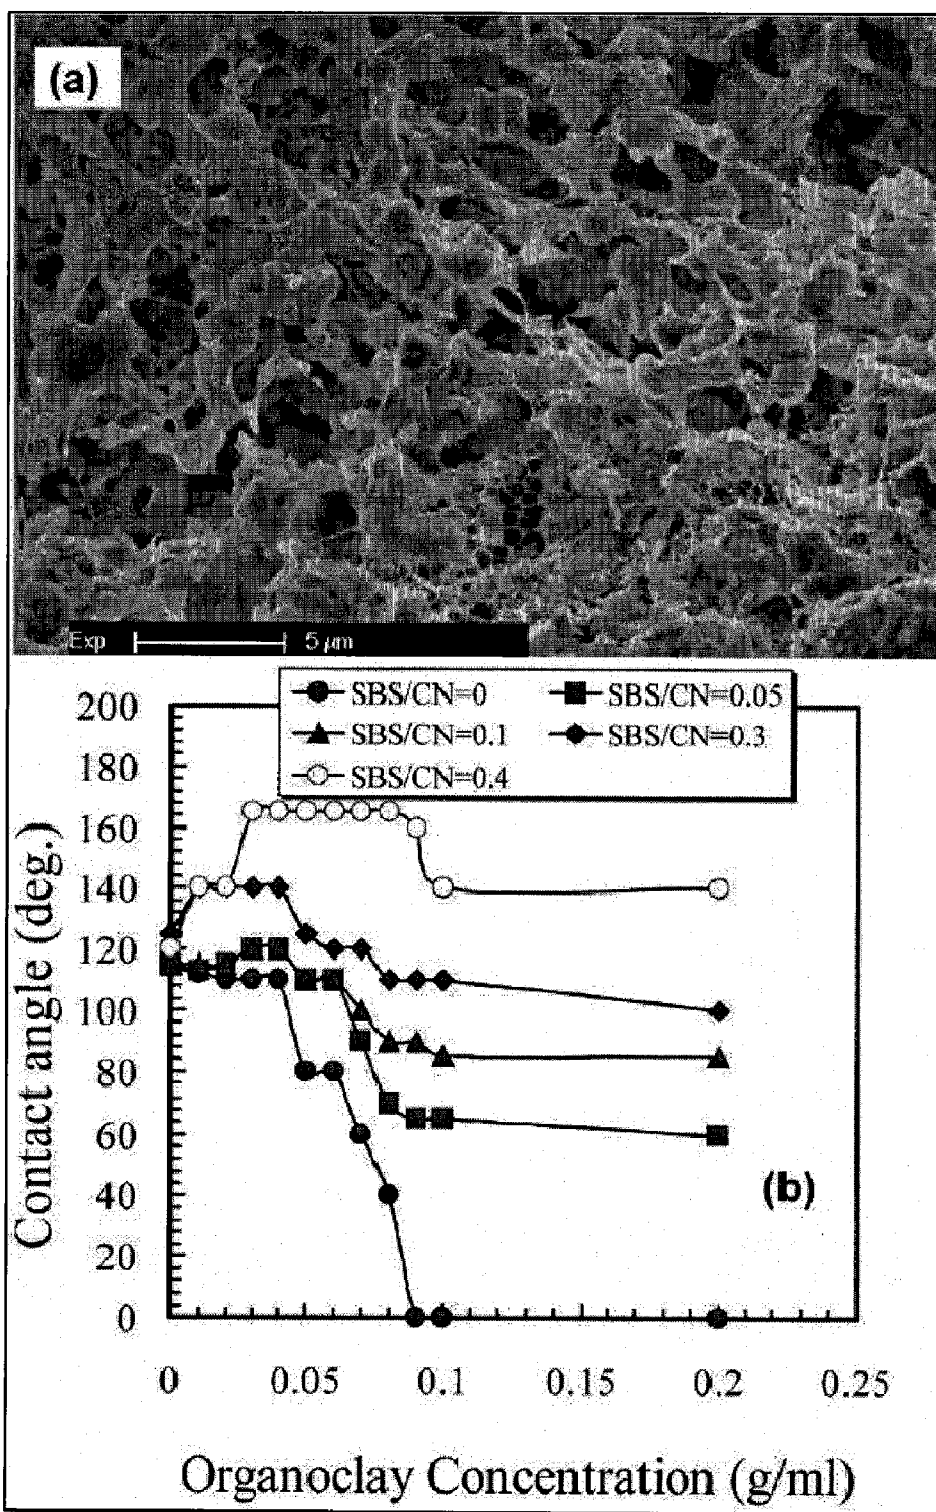 (a)
Exp 5 μm
SBS/CN=0 SBS/CN=0.05
SBS/CN=0.1 SBS/CN=0.3
SBS/CN=0.4
200
180
160
140
120
100
80
60
40
20
0
Contact angle (deg.)
(b)
0 0.05 0.1 0.15 0.2 0.25
Organoclay Concentration (g/ml)